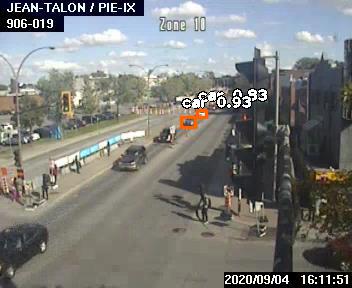 JEAN-TALON / PIE-IX
906-019
Zone 10
car 0.93
car 0.93
2020/09/04 16:11:51